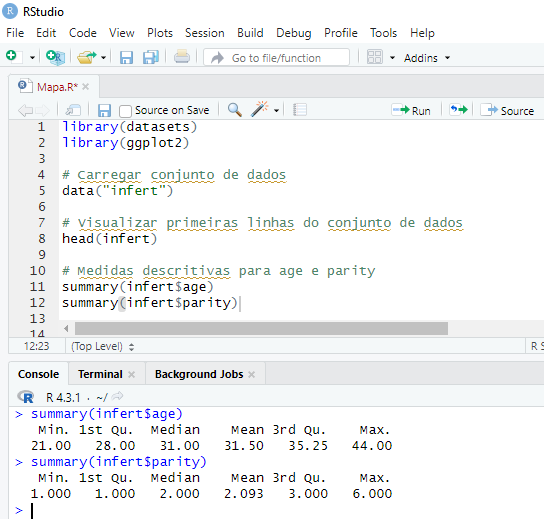 RStudio
File Edit Code View Plots Session Build Debug Profile Tools Help
Go to file/function Addins
Mapa.R*
Source on Save Run Source
1 library(datasets)
2 library(ggplot2)
3
4 # Carregar conjunto de dados
5 data("infert")
6
7 # Visualizar primeiras linhas do conjunto de dados
8 head(infert)
9
10 # Medidas descritivas para age e parity
11 summary(infert$age)
12 summary(infert$parity)
13
14
12:23 (Top Level) R S
Console Terminal Background Jobs
R 4.3.1 · ~/
> summary(infert$age)
Min. 1st Qu. Median Mean 3rd Qu. Max.
21.00 28.00 31.00 31.50 35.25 44.00
> summary(infert$parity)
Min. 1st Qu. Median Mean 3rd Qu. Max.
1.000 1.000 2.000 2.093 3.000 6.000
>